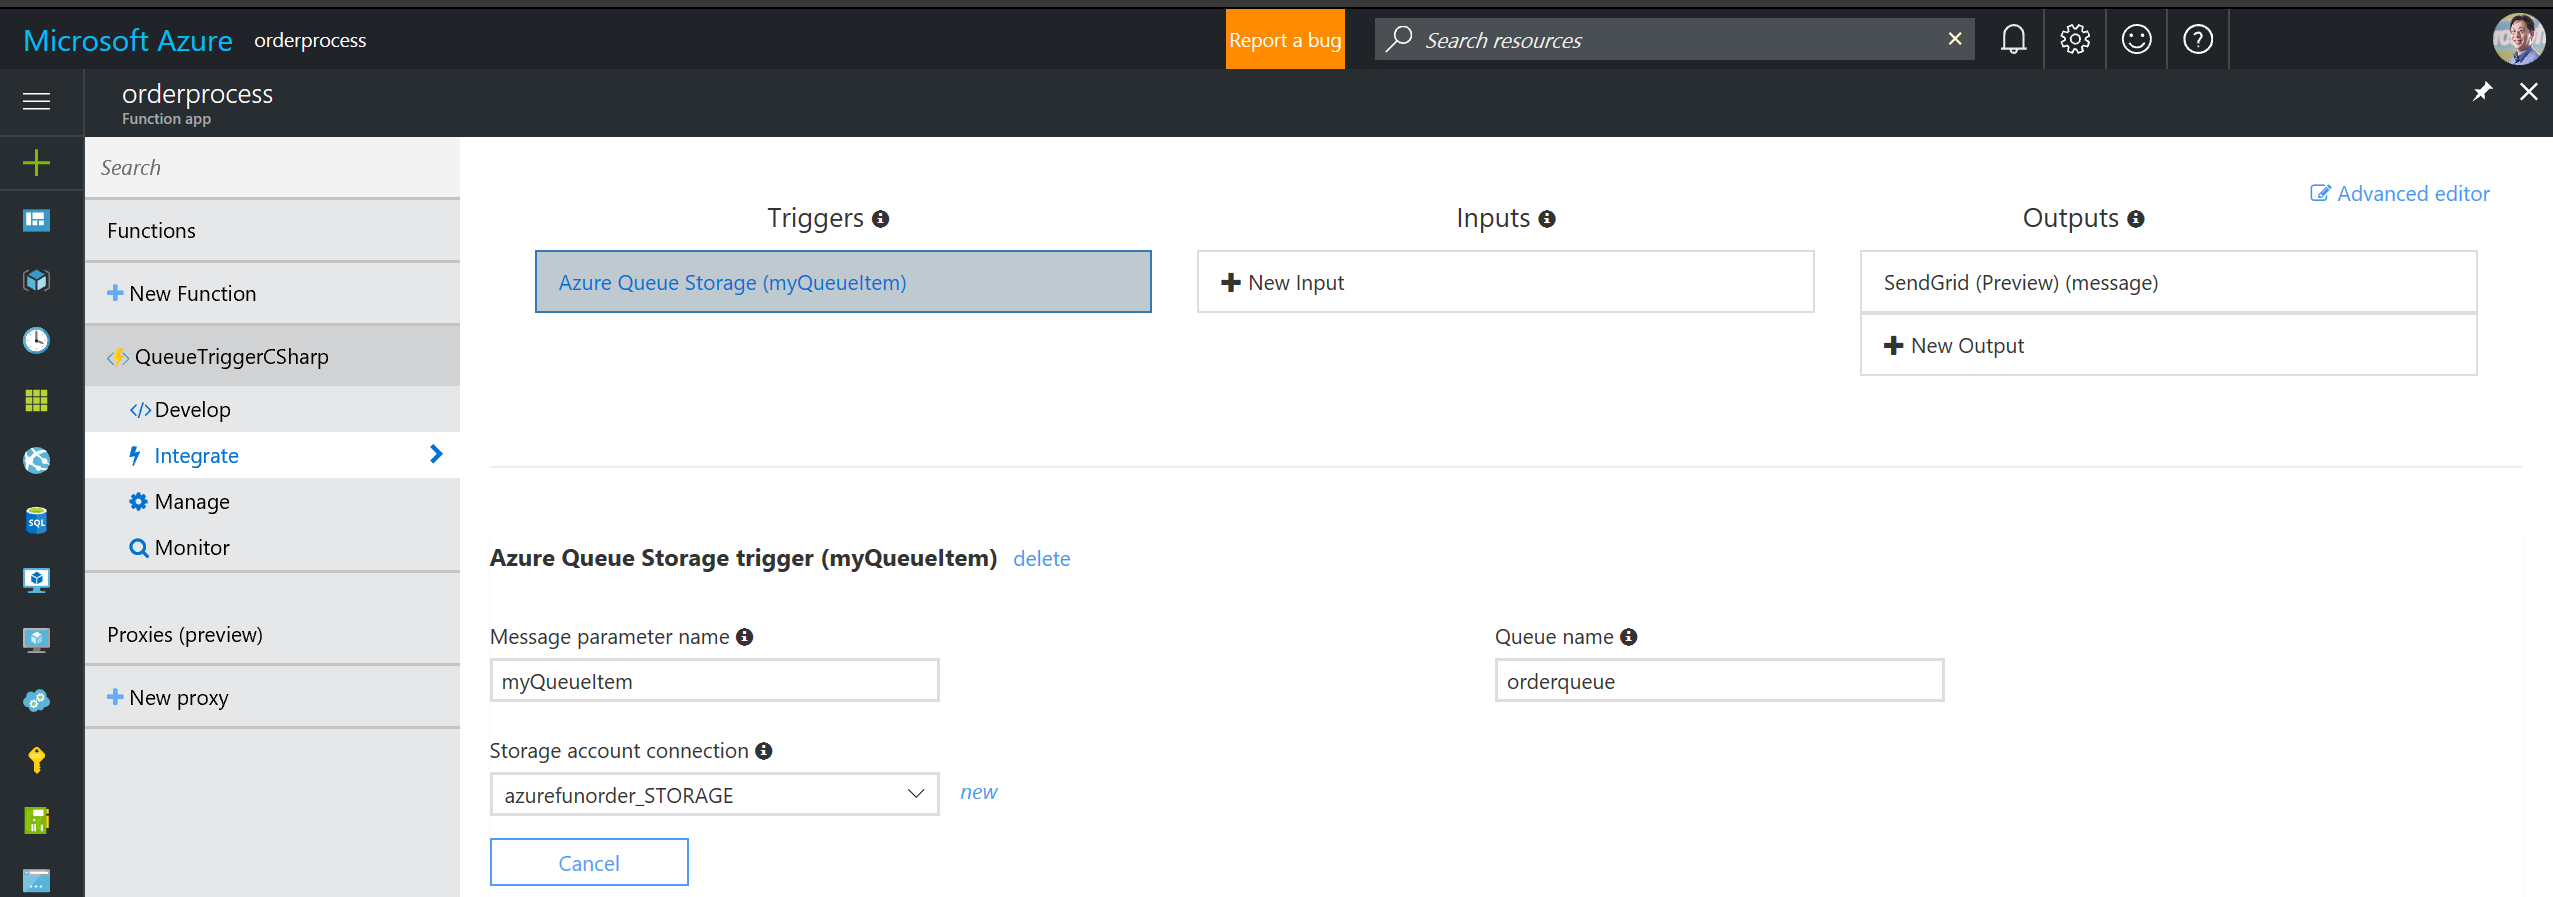 Microsoft Azure orderprocess Report a bug Search resources
orderprocess
Function app
Search
Functions
New Function
QueueTriggerCSharp
Develop
Integrate
Manage
Monitor
Proxies (preview)
New proxy
Advanced editor
Triggers Inputs Outputs
Azure Queue Storage (myQueueItem) New Input SendGrid (Preview) (message)
New Output
Azure Queue Storage trigger (myQueueItem) delete
Message parameter name Queue name
myQueueItem orderqueue
Storage account connection
azurefunorder_STORAGE new
Cancel
SQL